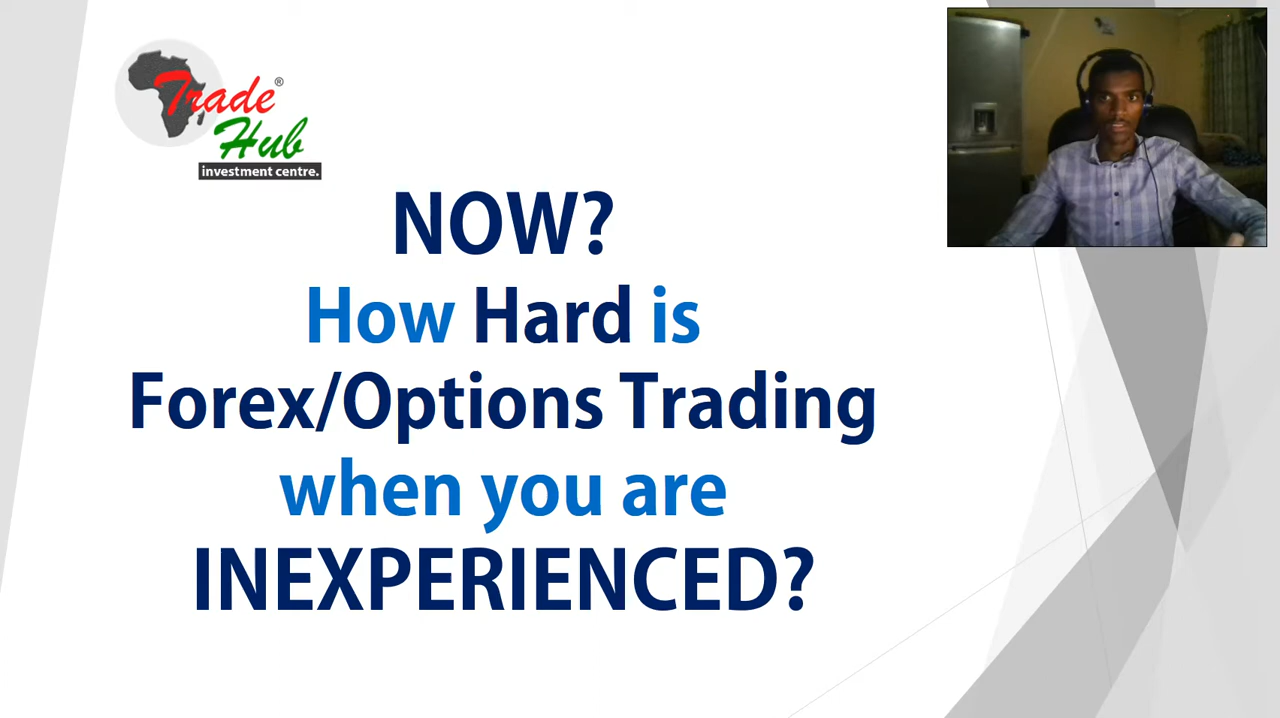 Trade®
Hub
investment centre.
NOW?
How Hard is
Forex/Options Trading
when you are
INEXPERIENCED?